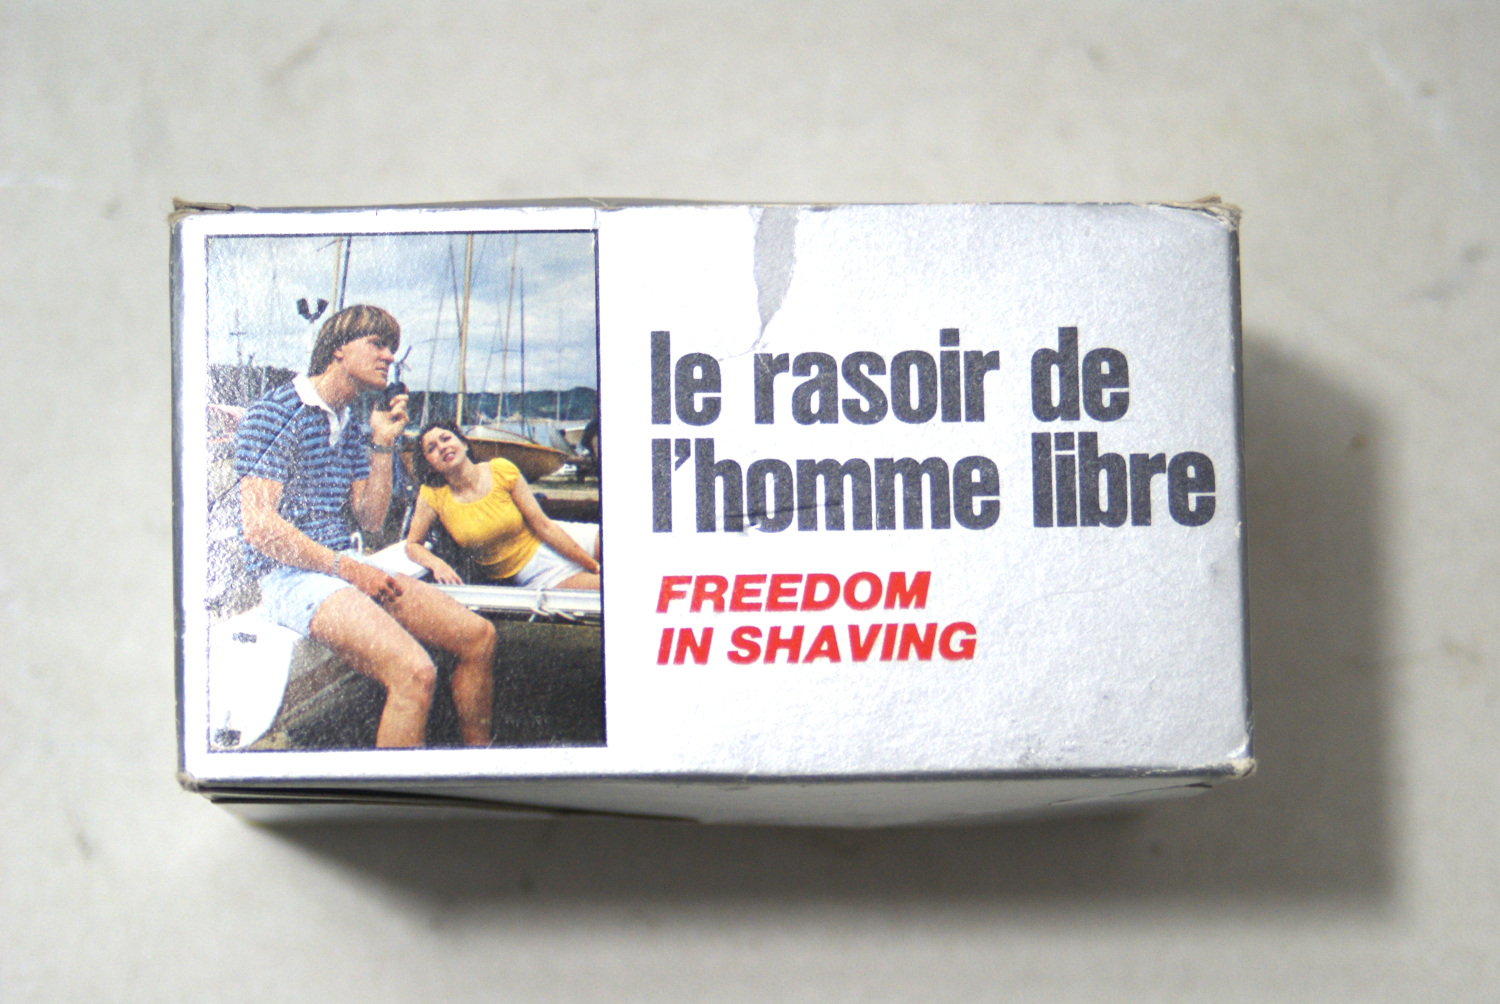 le rasoir de
l'homme libre
FREEDOM
IN SHAVING